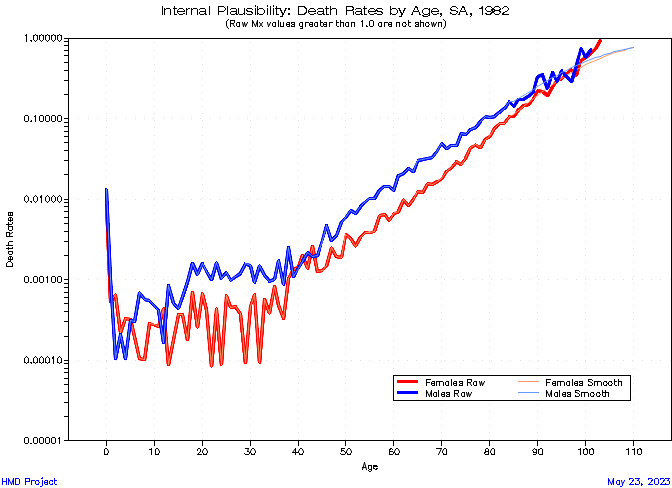 Internal Plausibility: Death Rates by Age, SA, 1982
(Raw Mx values greater than 1.0 are not shown)
1.00000
0.10000
0.01000
0.00100
0.00010
0.00001
Death Rates
Females Raw
Females Smooth
Males Raw
Males Smooth
0 10 20 30 40 50 60 70 80 90 100 110
Age
HMD Project
May 23, 2023